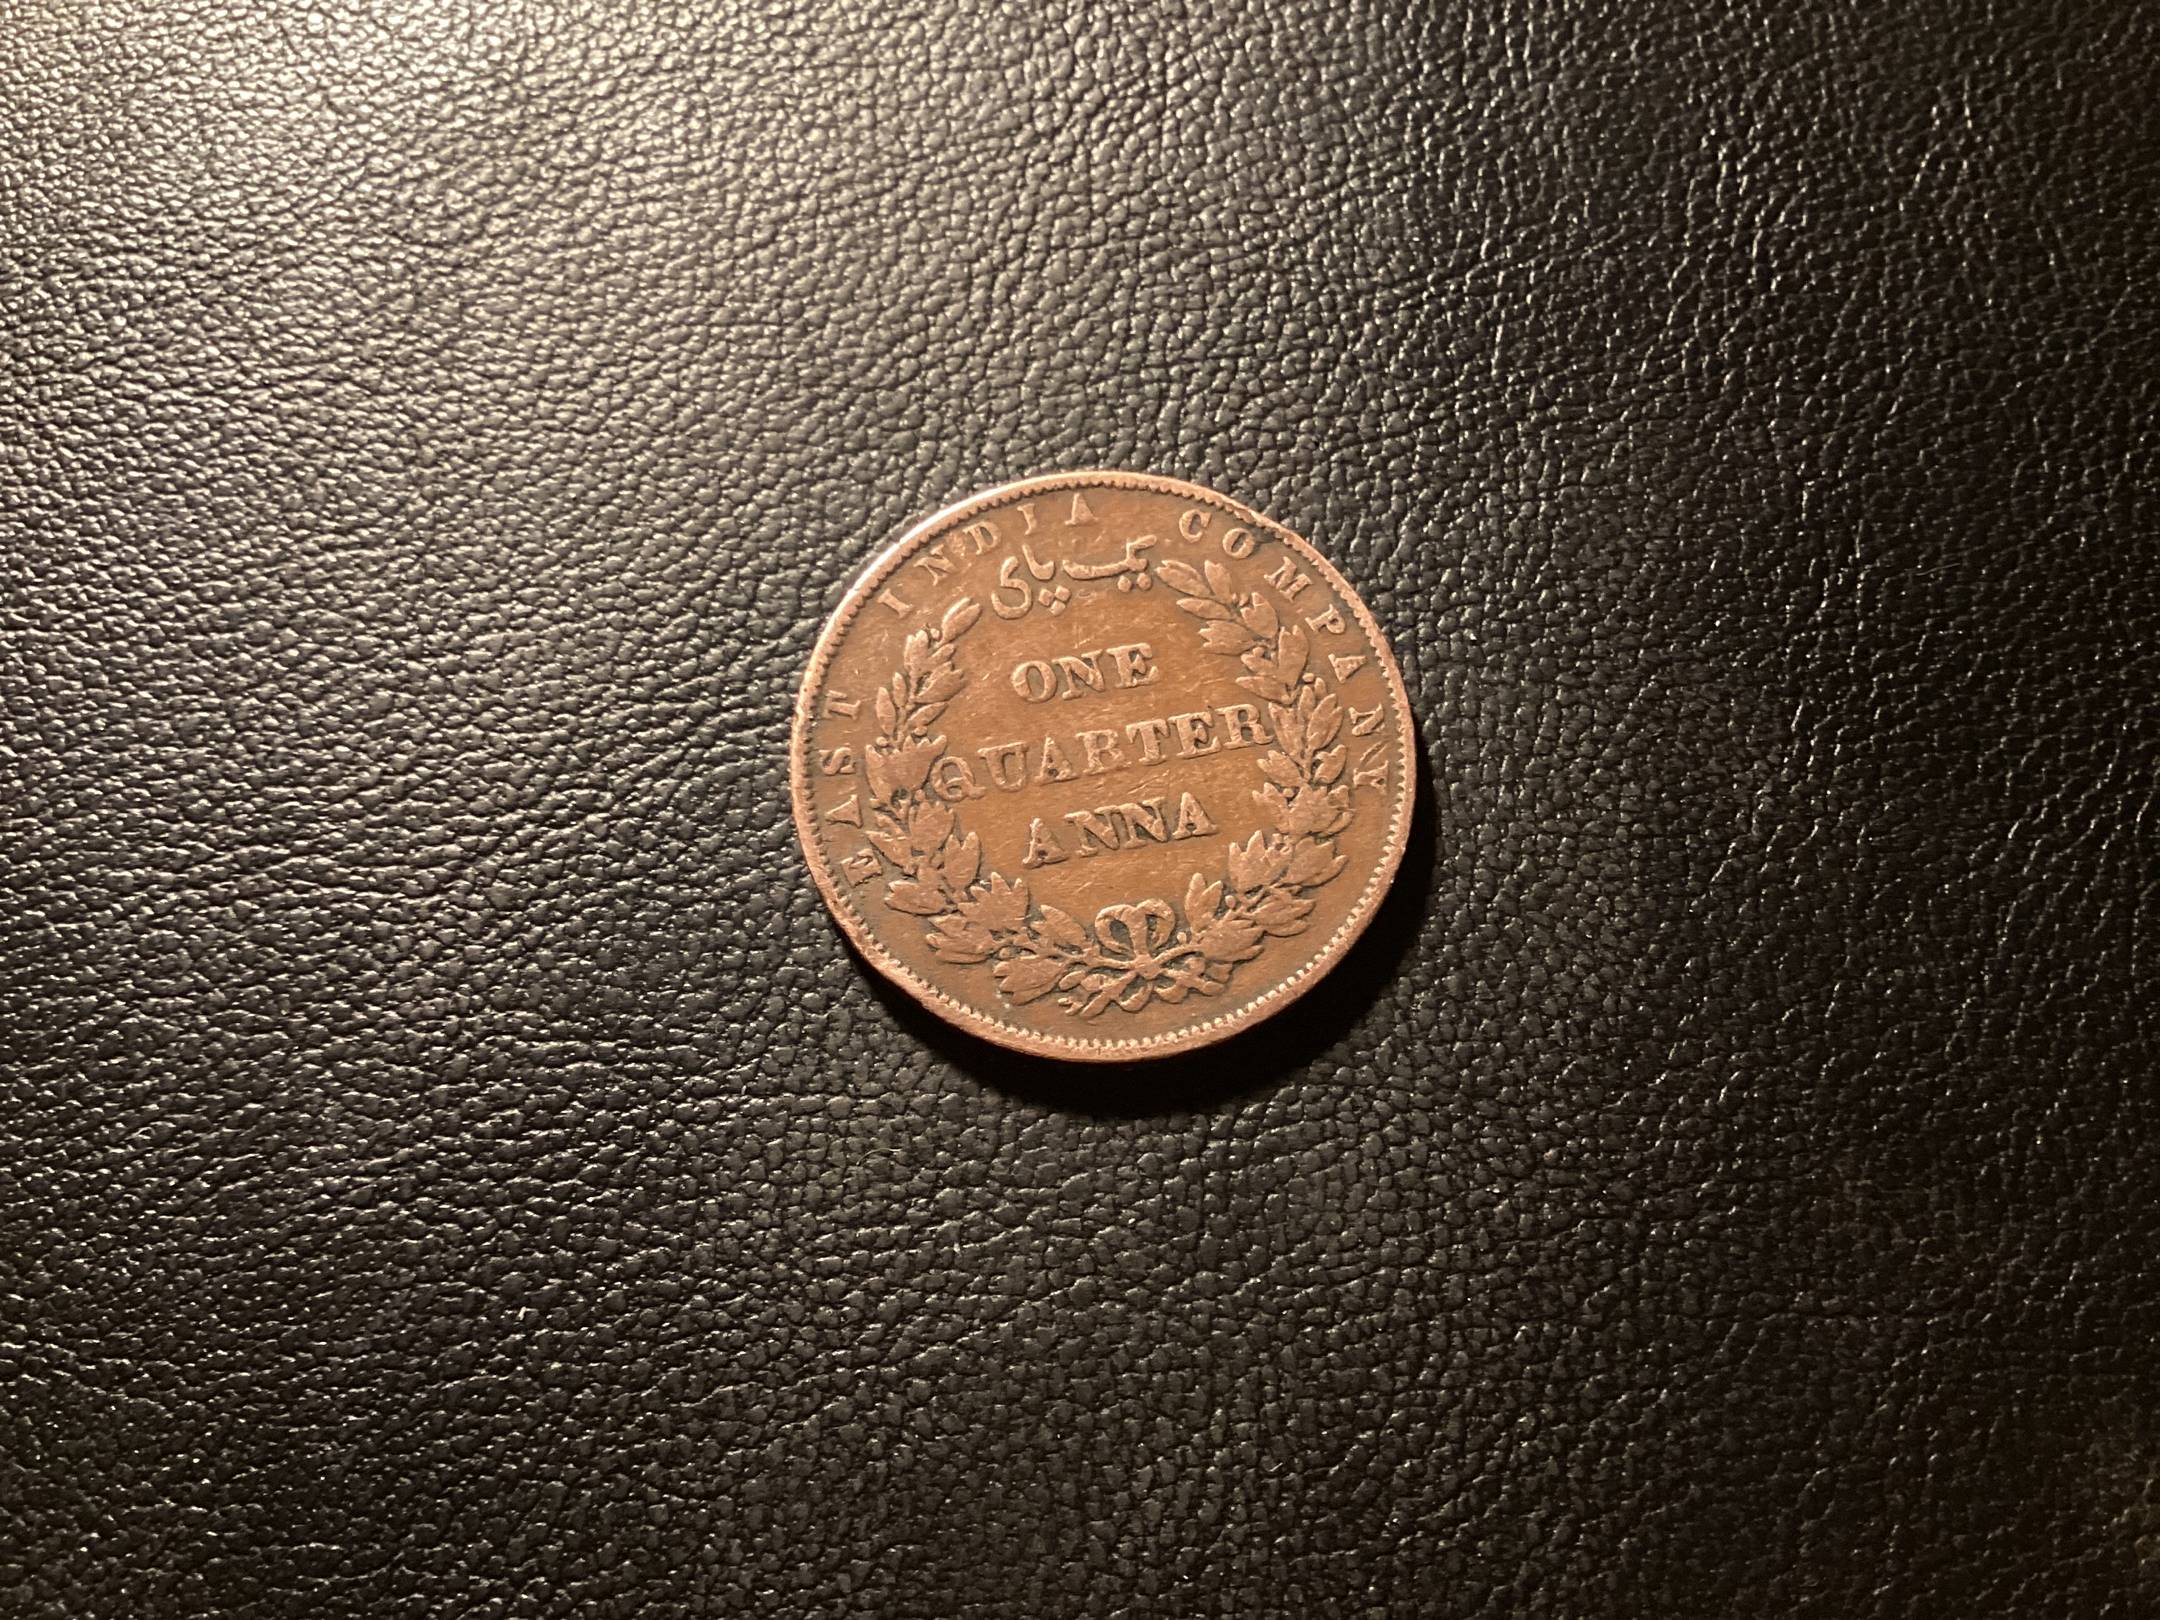 EAST INDIA COMPANY
یک پای
ONE
QUARTER
ANNA